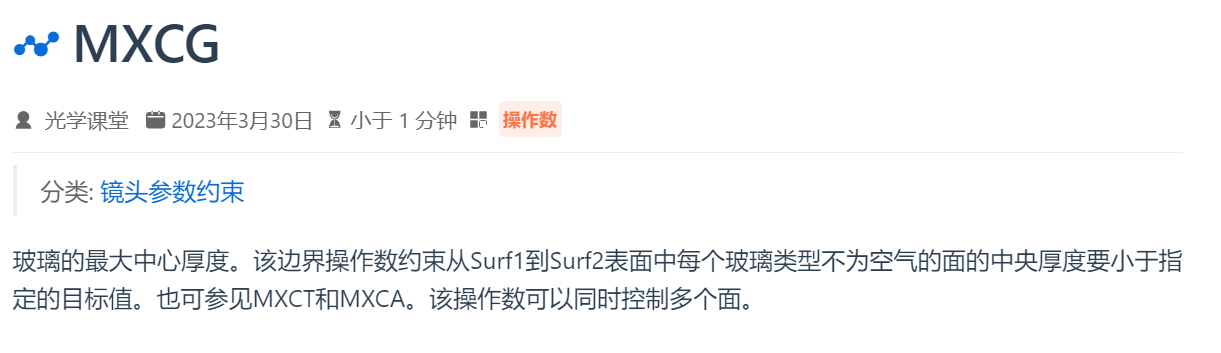 MXCG
光学课堂 2023年3月30日 小于 1 分钟 操作数
分类: 镜头参数约束
玻璃的最大中心厚度。该边界操作数约束从Surf1到Surf2表面中每个玻璃类型不为空气的面的中央厚度要小于指
定的目标值。也可参见MXCT和MXCA。该操作数可以同时控制多个面。